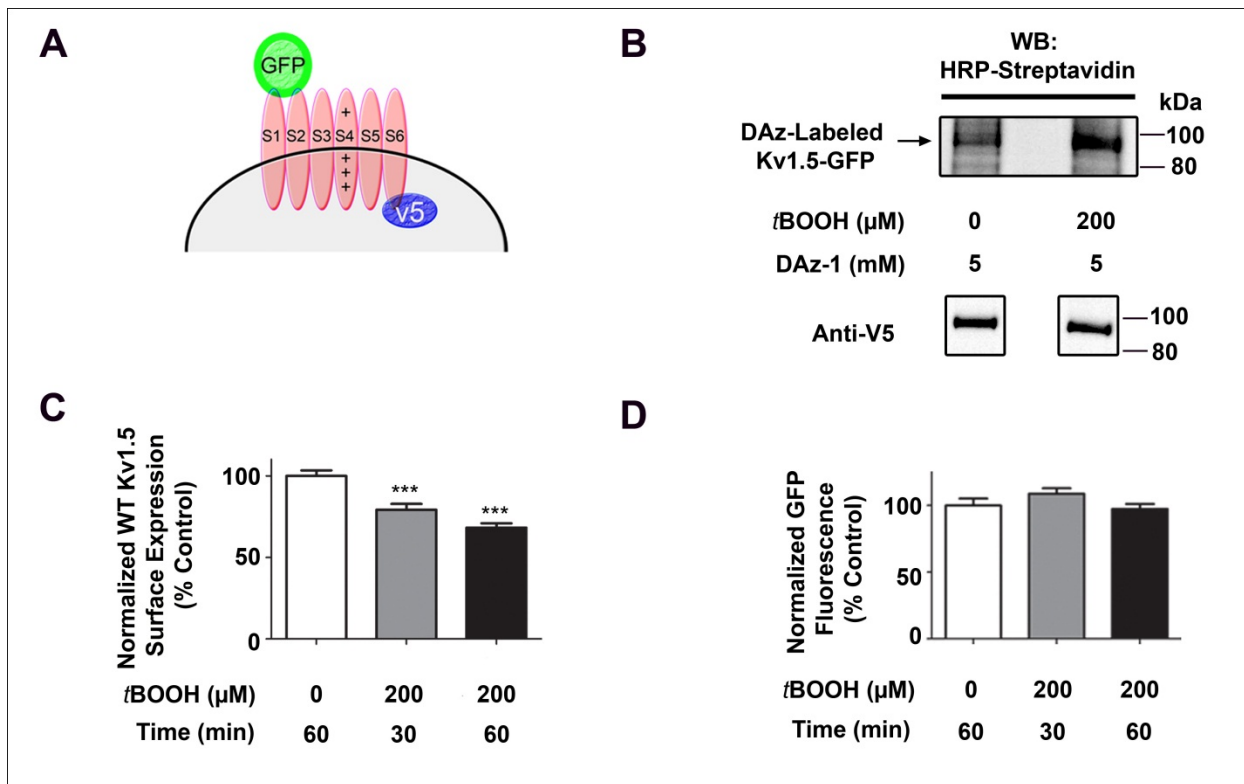 A
GFP
S1 S2 S3 S4 S5 S6
+
+
+
+
v5
B
WB:
HRP-Streptavidin
kDa
DAz-Labeled
Kv1.5-GFP
100
80
tBOOH (µM) 0 200
DAz-1 (mM) 5 5
Anti-V5
100
80
C
Normalized WT Kv1.5
Surface Expression
(% Control)
100
50
0
*** ***
tBOOH (µM) 0 200 200
Time (min) 60 30 60
D
Normalized GFP
Fluorescence
(% Control)
100
50
0
tBOOH (µM) 0 200 200
Time (min) 60 30 60